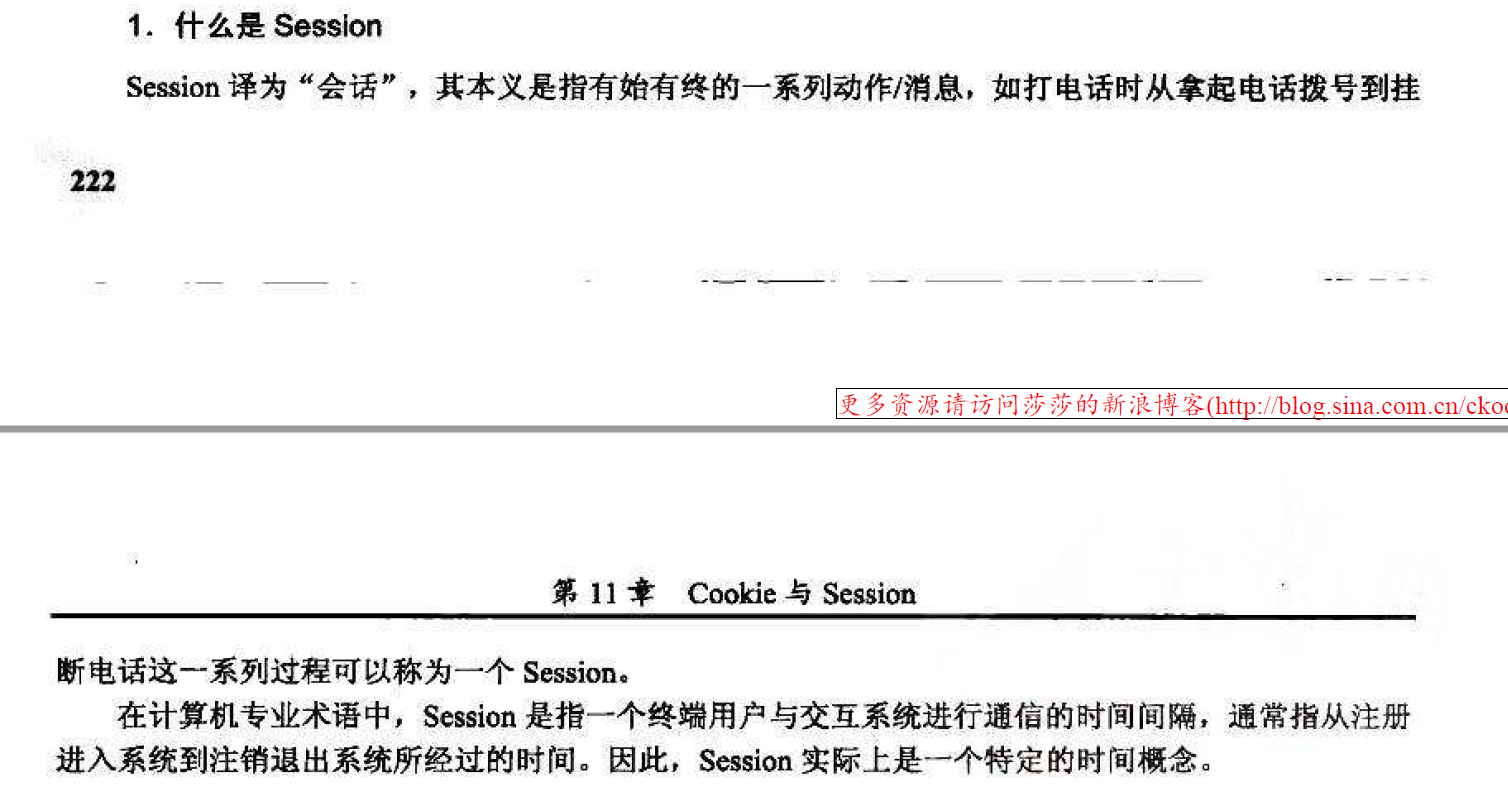 1. 什么是 Session
Session 译为“会话”，其本义是指有始有终的一系列动作/消息，如打电话时从拿起电话拨号到挂
222
更多资源请访问莎莎的新浪博客(http://blog.sina.com.cn/cko
第 11 章 Cookie 与 Session
断电话这一系列过程可以称为一个 Session。
在计算机专业术语中，Session 是指一个终端用户与交互系统进行通信的时间间隔，通常指从注册
进入系统到注销退出系统所经过的时间。因此，Session 实际上是一个特定的时间概念。